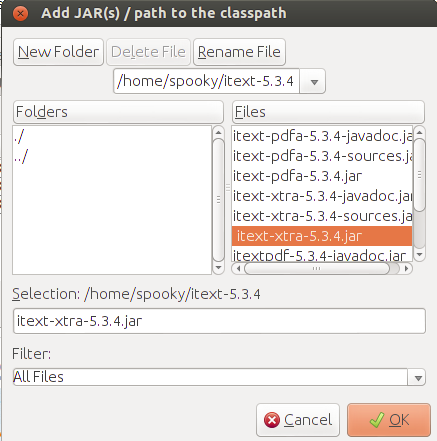 Add JAR(s) / path to the classpath
New Folder Delete File Rename File
/home/spooky/itext-5.3.4
Folders Files
./
../
itext-pdfa-5.3.4-javadoc.jar
itext-pdfa-5.3.4-sources.ja
itext-pdfa-5.3.4.jar
itext-xtra-5.3.4-javadoc.jar
itext-xtra-5.3.4-sources.ja
itext-xtra-5.3.4.jar
itextpdf-5.3.4-javadoc.jar
Selection: /home/spooky/itext-5.3.4
itext-xtra-5.3.4.jar
Filter:
All Files
Cancel OK